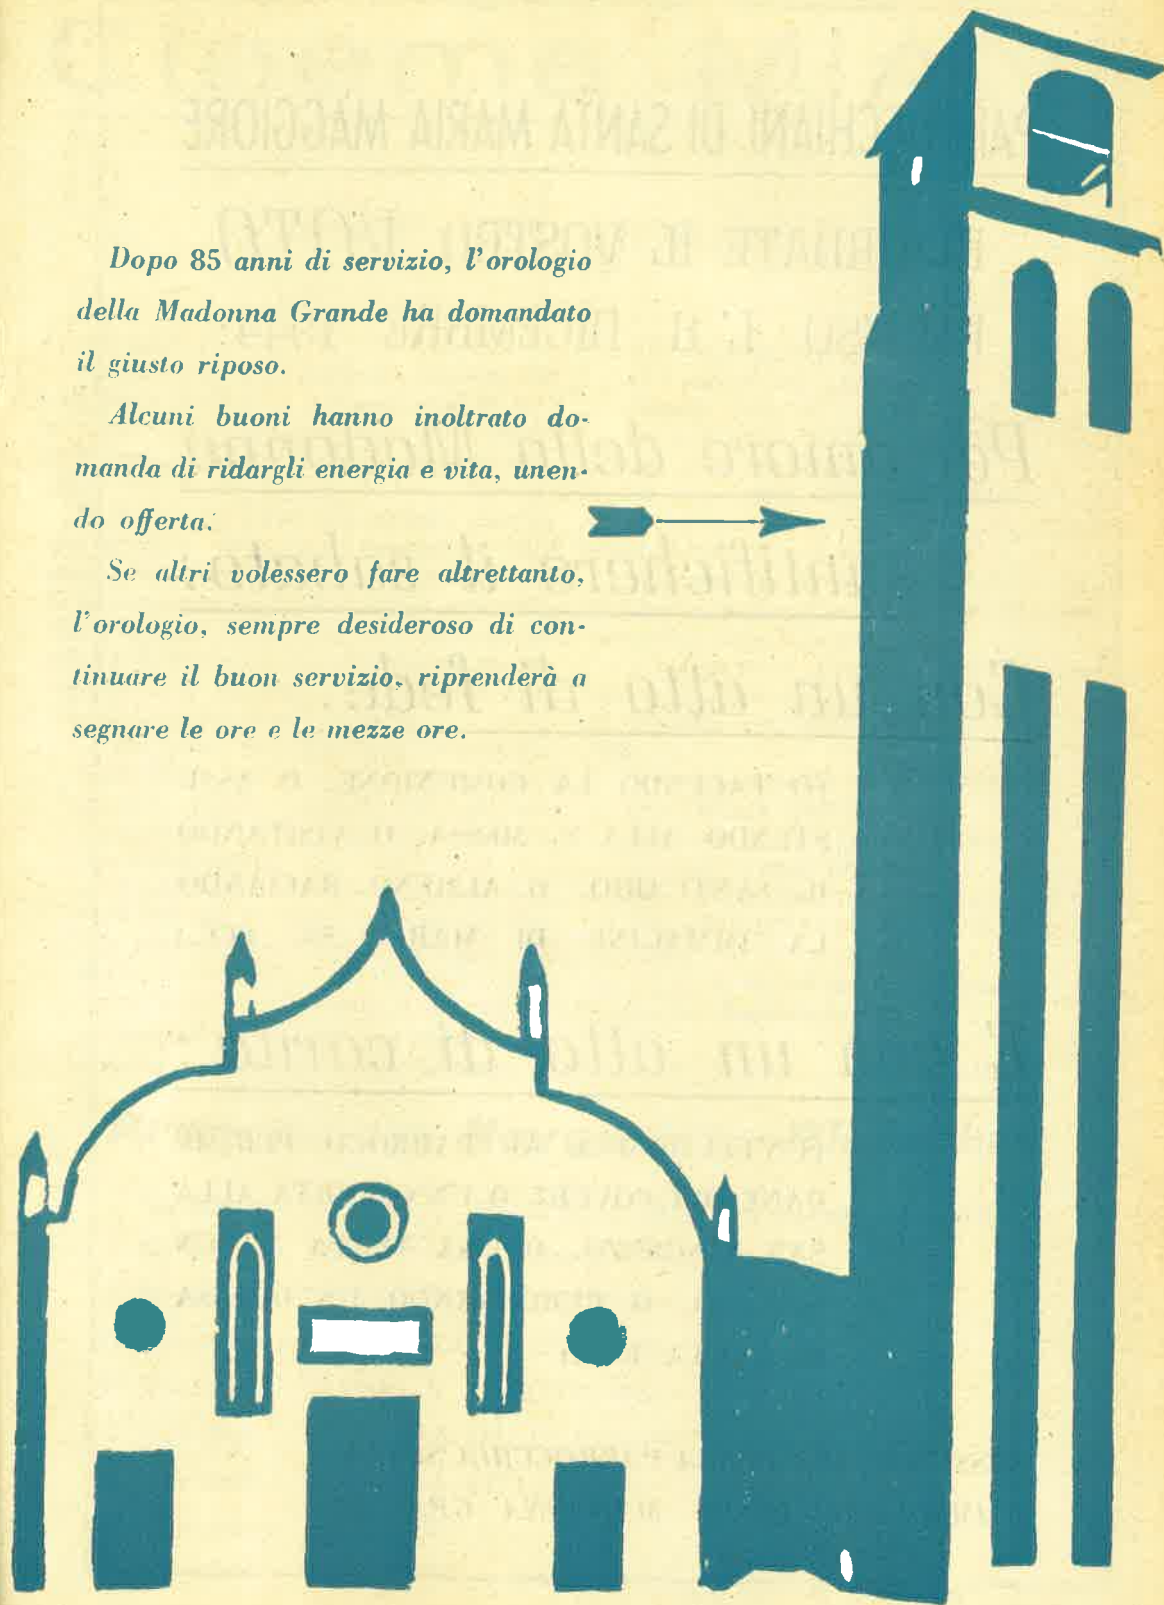 Dopo 85 anni di servizio, l'orologio
della Madonna Grande ha domandato
il giusto riposo.
Alcuni buoni hanno inoltrato do-
manda di ridargli energia e vita, unen-
do offerta.
Se altri volessero fare altrettanto,
l'orologio, sempre desideroso di con-
tinuare il buon servizio, riprenderà a
segnare le ore e le mezze ore.